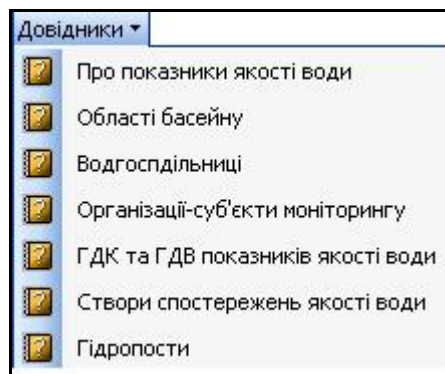 Довідники
Про показники якості води
Області басейну
Водгоспдільниці
Організації-суб'єкти моніторингу
ГДК та ГДВ показників якості води
Створи спостережень якості води
Гідропости